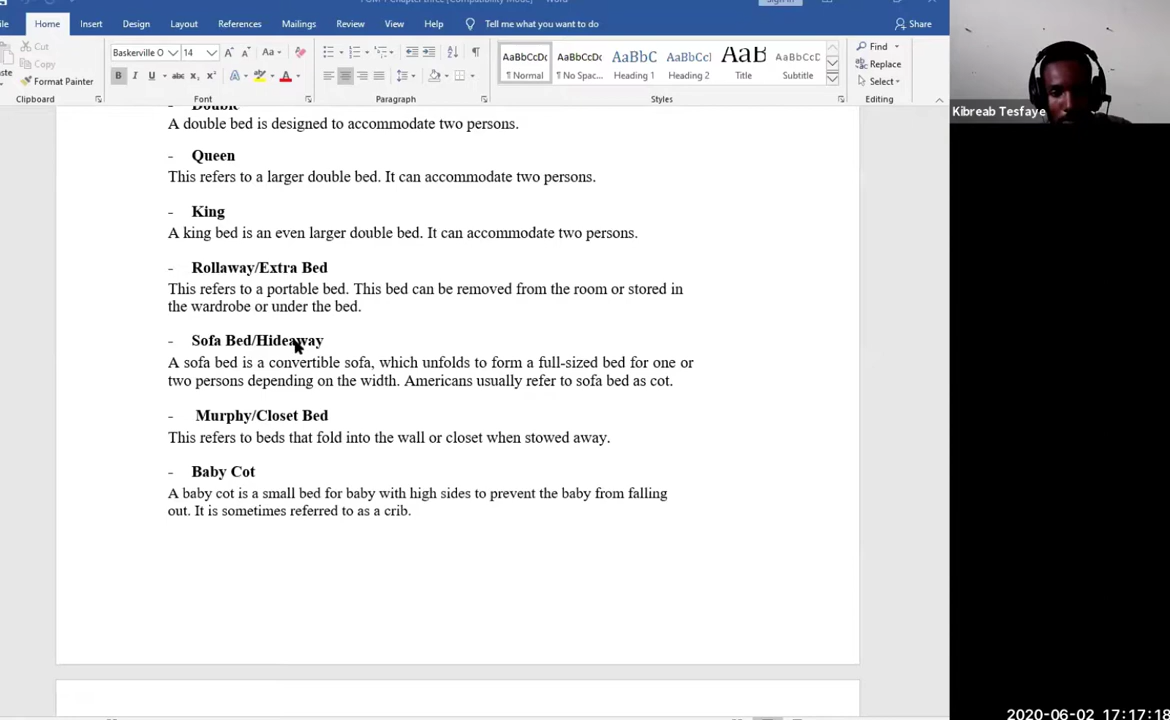 File Home Insert Design Layout References Mailings Review View Help Tell me what you want to do Share
Cut
Copy
Format Painter
Clipboard
Baskerville O 14
Font
Paragraph
AaBbCcDc AaBbCcDc AaBbC AaBbCcI AaB AaBbCcD
¶ Normal ¶ No Spac... Heading 1 Heading 2 Title Subtitle
Styles
Find
Replace
Select
Editing
Kibreab Tesfaye
- Double
A double bed is designed to accommodate two persons.
- Queen
This refers to a larger double bed. It can accommodate two persons.
- King
A king bed is an even larger double bed. It can accommodate two persons.
- Rollaway/Extra Bed
This refers to a portable bed. This bed can be removed from the room or stored in
the wardrobe or under the bed.
- Sofa Bed/Hideaway
A sofa bed is a convertible sofa, which unfolds to form a full-sized bed for one or
two persons depending on the width. Americans usually refer to sofa bed as cot.
- Murphy/Closet Bed
This refers to beds that fold into the wall or closet when stowed away.
- Baby Cot
A baby cot is a small bed for baby with high sides to prevent the baby from falling
out. It is sometimes referred to as a crib.
2020-06-02 17:17:18